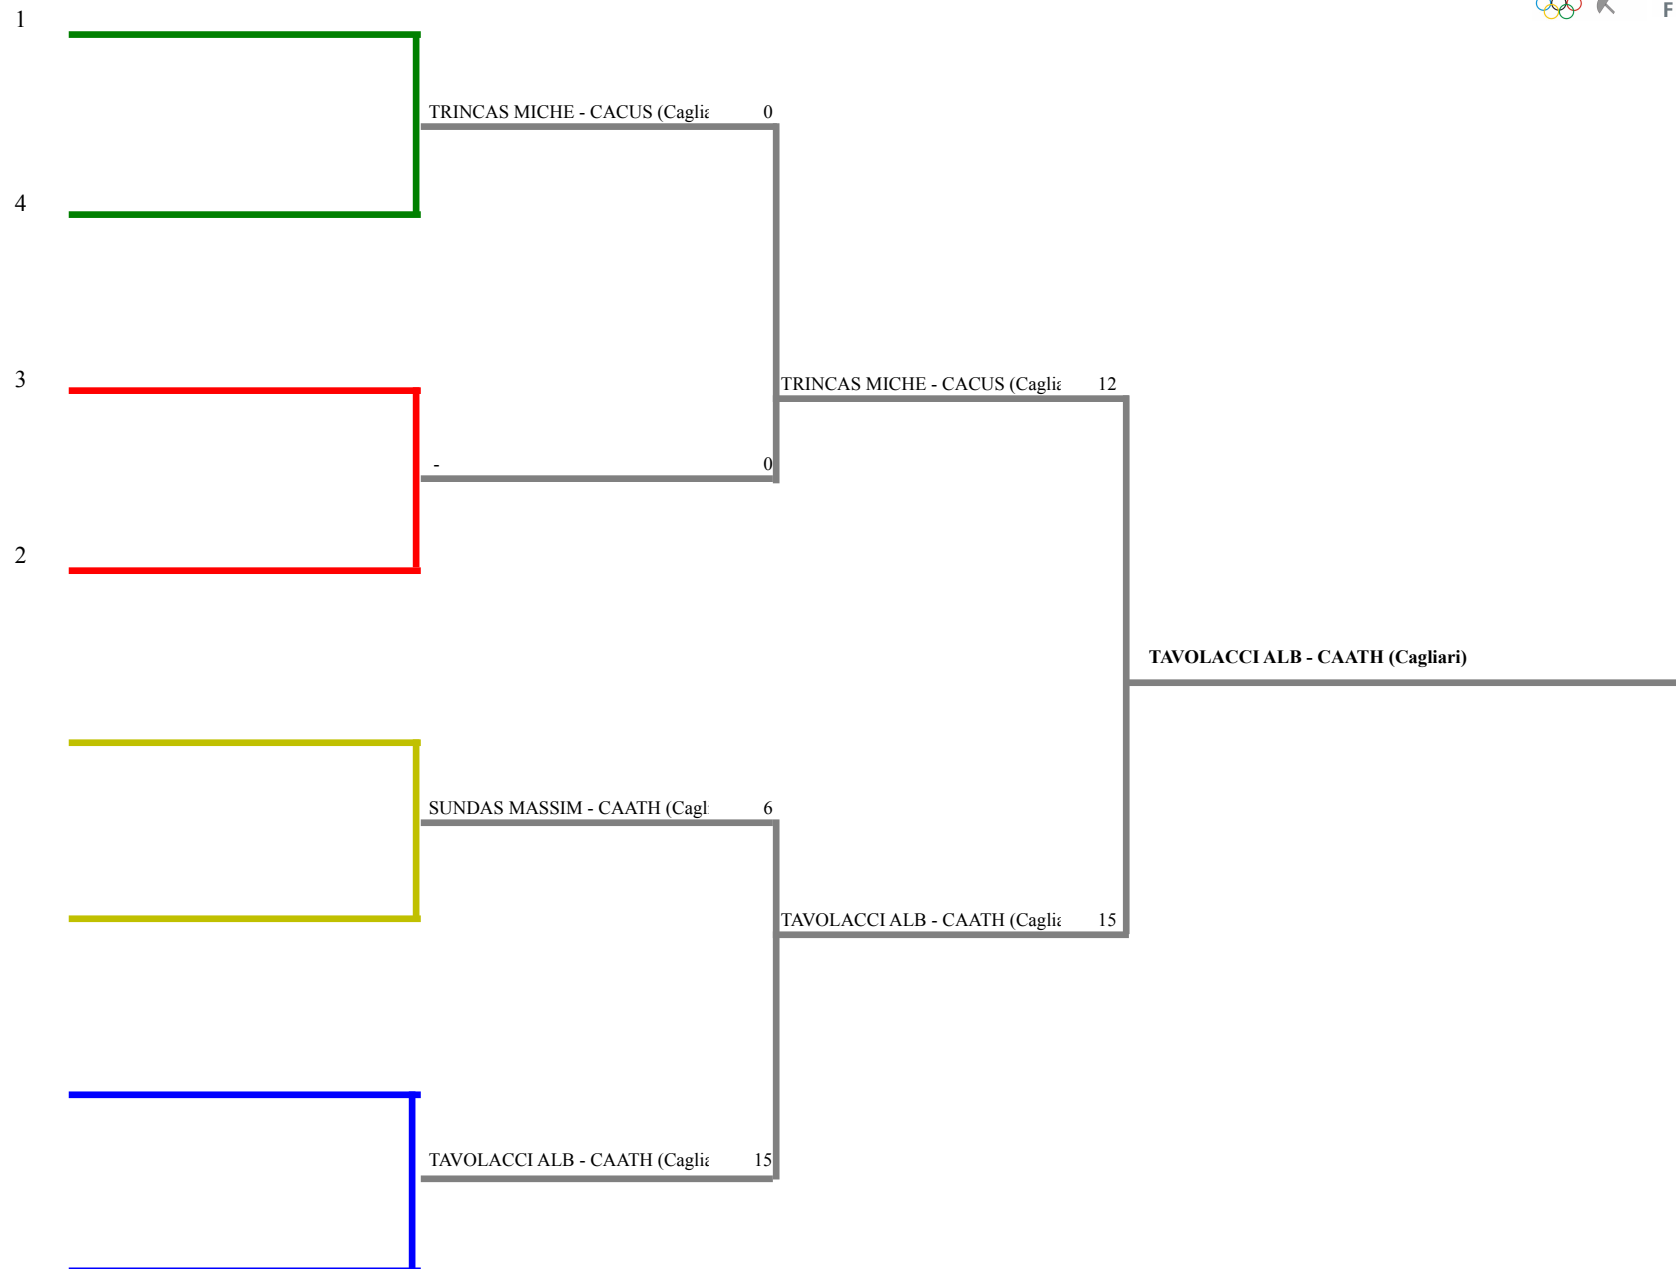 F
1
TRINCAS MICHE - CACUS (Caglia 0
4
3
TRINCAS MICHE - CACUS (Caglia 12
- 0
2
TAVOLACCI ALB - CAATH (Cagliari)
SUNDAS MASSIM - CAATH (Cagl 6
TAVOLACCI ALB - CAATH (Caglia 15
TAVOLACCI ALB - CAATH (Caglia 15